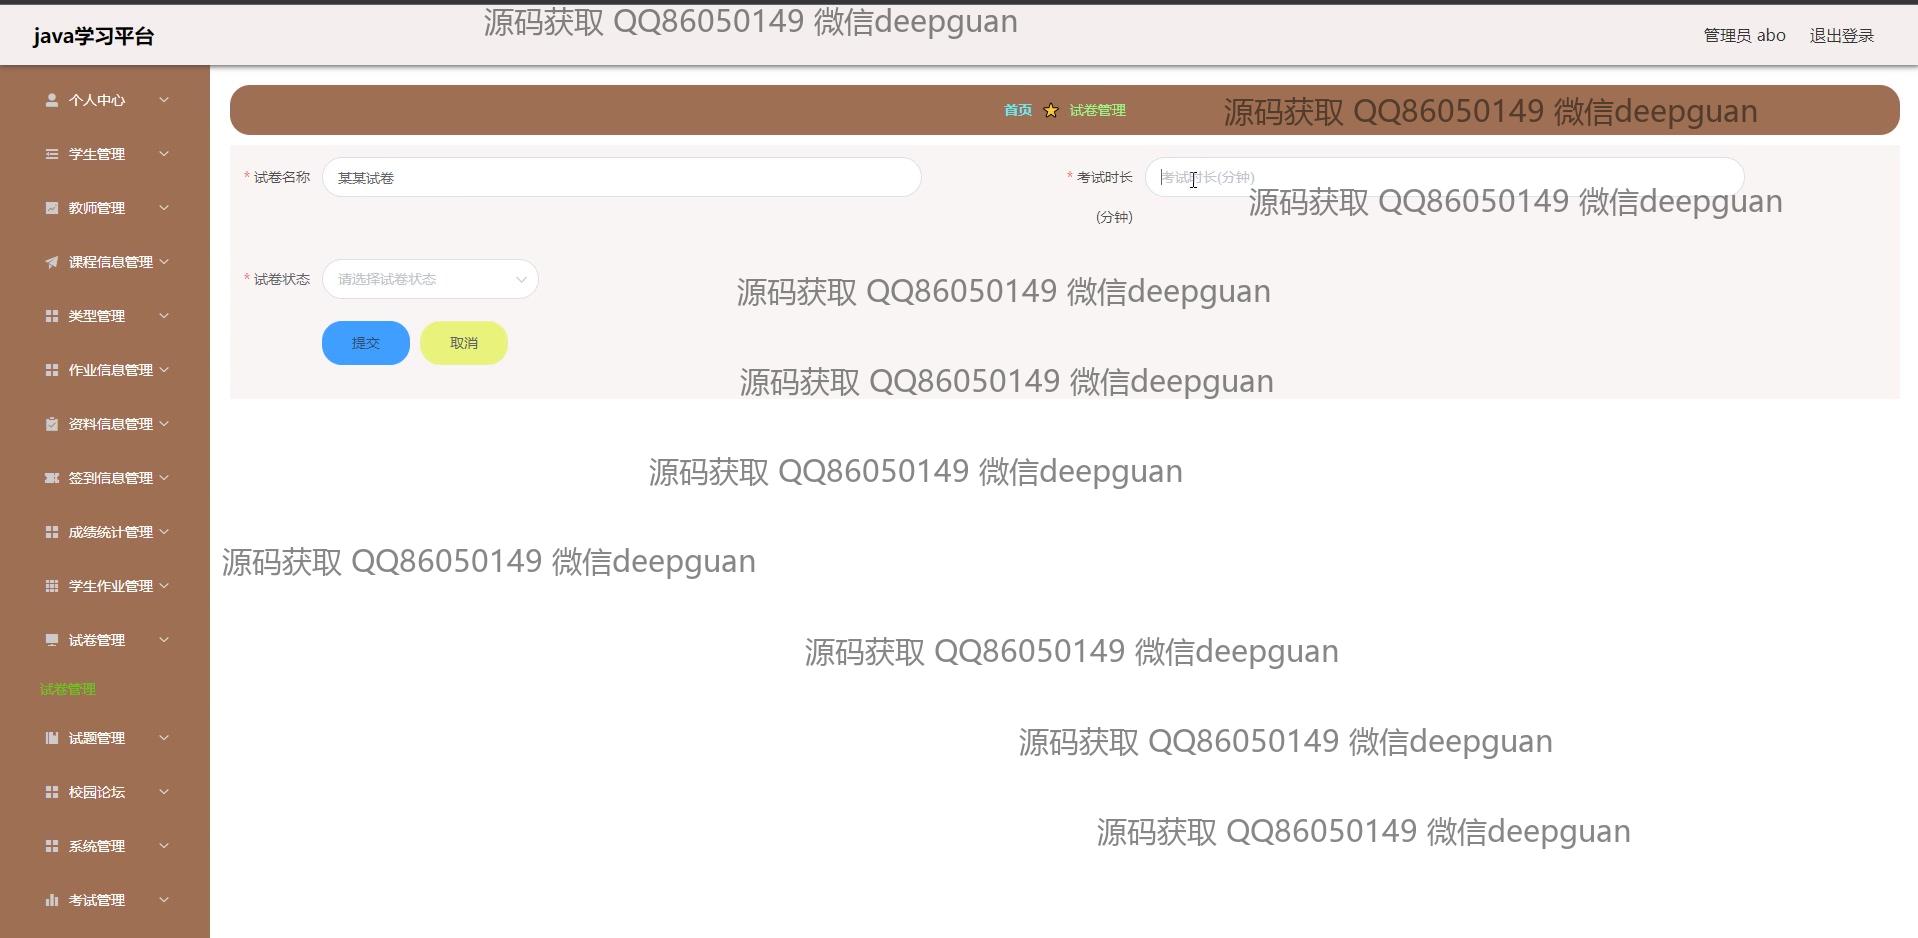 源码获取 QQ86050149 微信deepguan
java学习平台
管理员 abo 退出登录
个人中心
学生管理
教师管理
课程信息管理
类型管理
作业信息管理
资料信息管理
签到信息管理
成绩统计管理
学生作业管理
试卷管理
试卷管理
试题管理
校园论坛
系统管理
考试管理
首页 试卷管理
源码获取 QQ86050149 微信deepguan
* 试卷名称 某某试卷
* 考试时长 考试时长(分钟)
(分钟)
源码获取 QQ86050149 微信deepguan
* 试卷状态 请选择试卷状态
源码获取 QQ86050149 微信deepguan
提交 取消
源码获取 QQ86050149 微信deepguan
源码获取 QQ86050149 微信deepguan
源码获取 QQ86050149 微信deepguan
源码获取 QQ86050149 微信deepguan
源码获取 QQ86050149 微信deepguan
源码获取 QQ86050149 微信deepguan